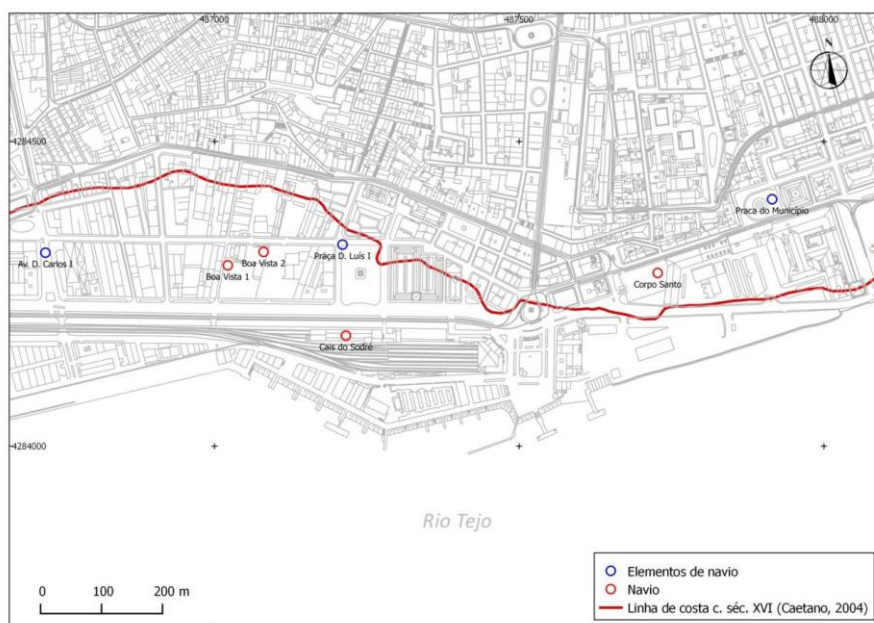 487000
487500
488000
N
4284500
Praca do Município
Av. D. Carlos I
Boa Vista 1
Boa Vista 2
Praça D. Luís I
Corpo Santo
Cais do Sodré
4284000
Rio Tejo
0 100 200 m
Elementos de navio
Navio
Linha de costa c. séc. XVI (Caetano, 2004)